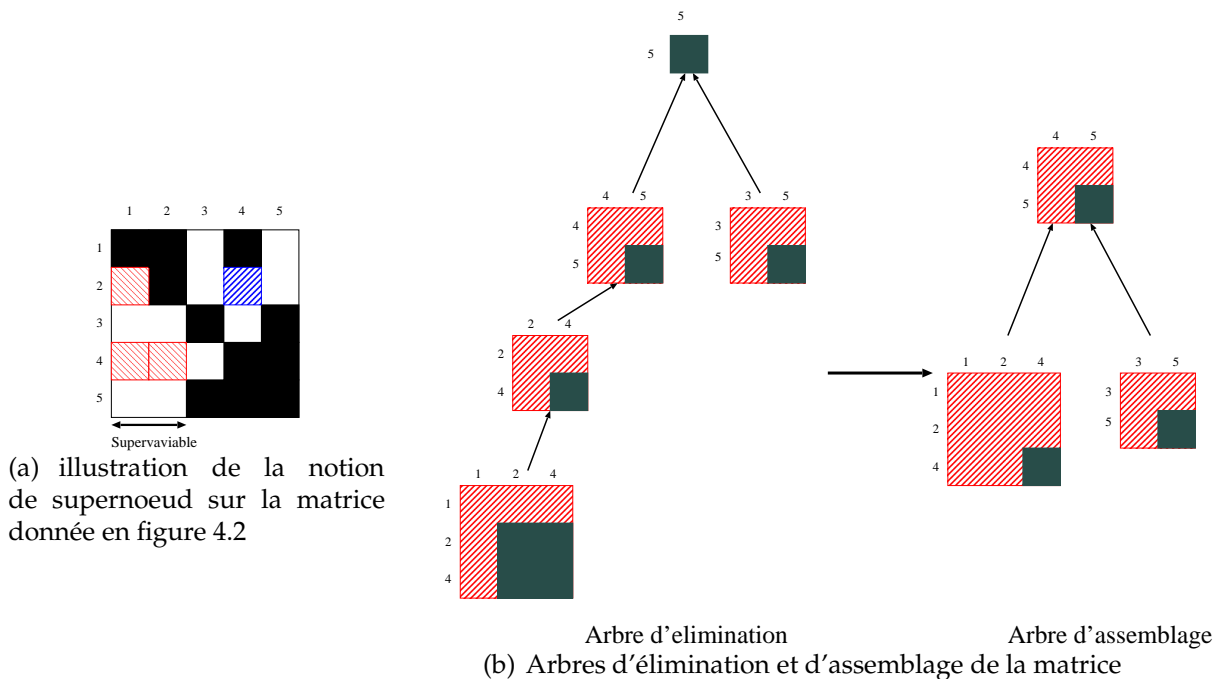 1 2 3 4 5
1
2
3
4
5
Supervaviable
(a) illustration de la notion
de supernoeud sur la matrice
donnée en figure 4.2
5
5
4 5
4
5
3 5
3
5
2 4
2
4
1 2 4
1
2
4
Arbre d'elimination
4 5
4
5
1 2 4
1
2
4
3 5
3
5
Arbre d'assemblage
(b) Arbres d'élimination et d'assemblage de la matrice